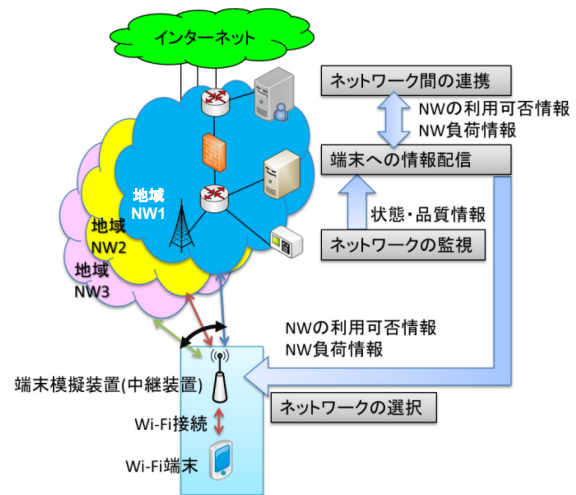 インターネット
ネットワーク間の連携
NWの利用可否情報
NW負荷情報
端末への情報配信
状態・品質情報
ネットワークの監視
地域
NW1
地域
NW2
地域
NW3
NWの利用可否情報
NW負荷情報
端末模擬装置(中継装置)
ネットワークの選択
Wi-Fi接続
Wi-Fi端末